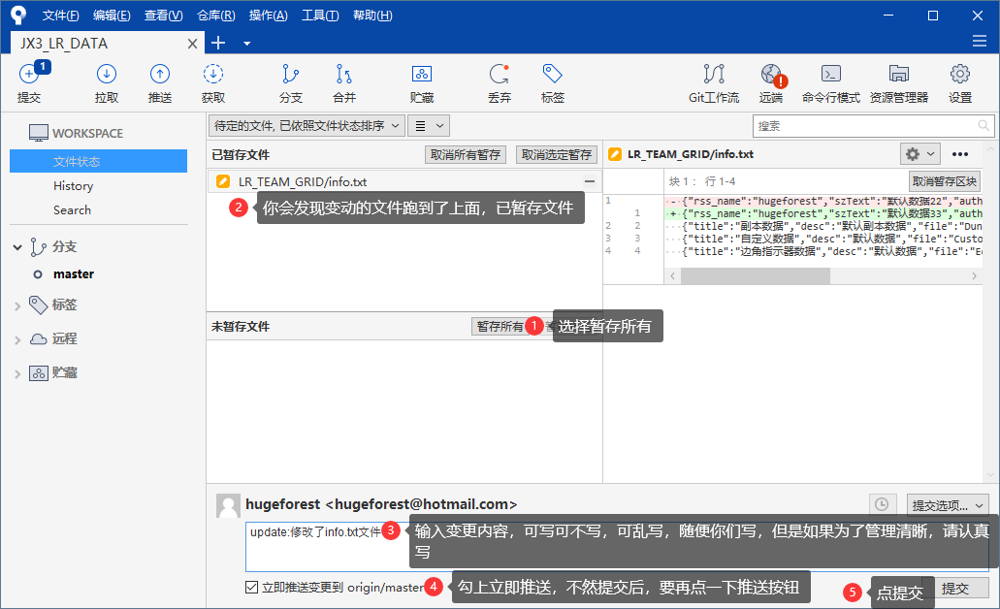 文件(F) 编辑(E) 查看(V) 仓库(R) 操作(A) 工具(T) 帮助(H)
JX3_LR_DATA
1
提交 拉取 推送 获取 分支 合并 贮藏 丢弃 标签 Git工作流 远端 命令行模式 资源管理器 设置
WORKSPACE
文件状态
History
Search
分支
master
标签
远程
贮藏
待定的文件, 已依照文件状态排序
搜索
已暂存文件 取消所有暂存 取消选定暂存
LR_TEAM_GRID/info.txt
2 你会发现变动的文件跑到了上面，已暂存文件
未暂存文件 暂存所有
1 选择暂存所有
LR_TEAM_GRID/info.txt
块 1： 行 1-4 取消暂存区块
1 - {"rss_name":"hugeforest","szText":"默认数据22","auth
1 + {"rss_name":"hugeforest","szText":"默认数据33","auth
2 2 {"title":"副本数据","desc":"默认副本数据","file":"Dun
3 3 {"title":"自定义数据","desc":"默认数据","file":"Custo
4 4 {"title":"边角指示器数据","desc":"默认数据","file":"Ed
hugeforest <hugeforest@hotmail.com>
提交选项...
update:修改了info.txt文件
3 输入变更内容，可写可不写，可乱写，随便你们写，但是如果为了管理清晰，请认真
写
立即推送变更到 origin/master
4 勾上立即推送，不然提交后，要再点一下推送按钮
5 点提交
提交